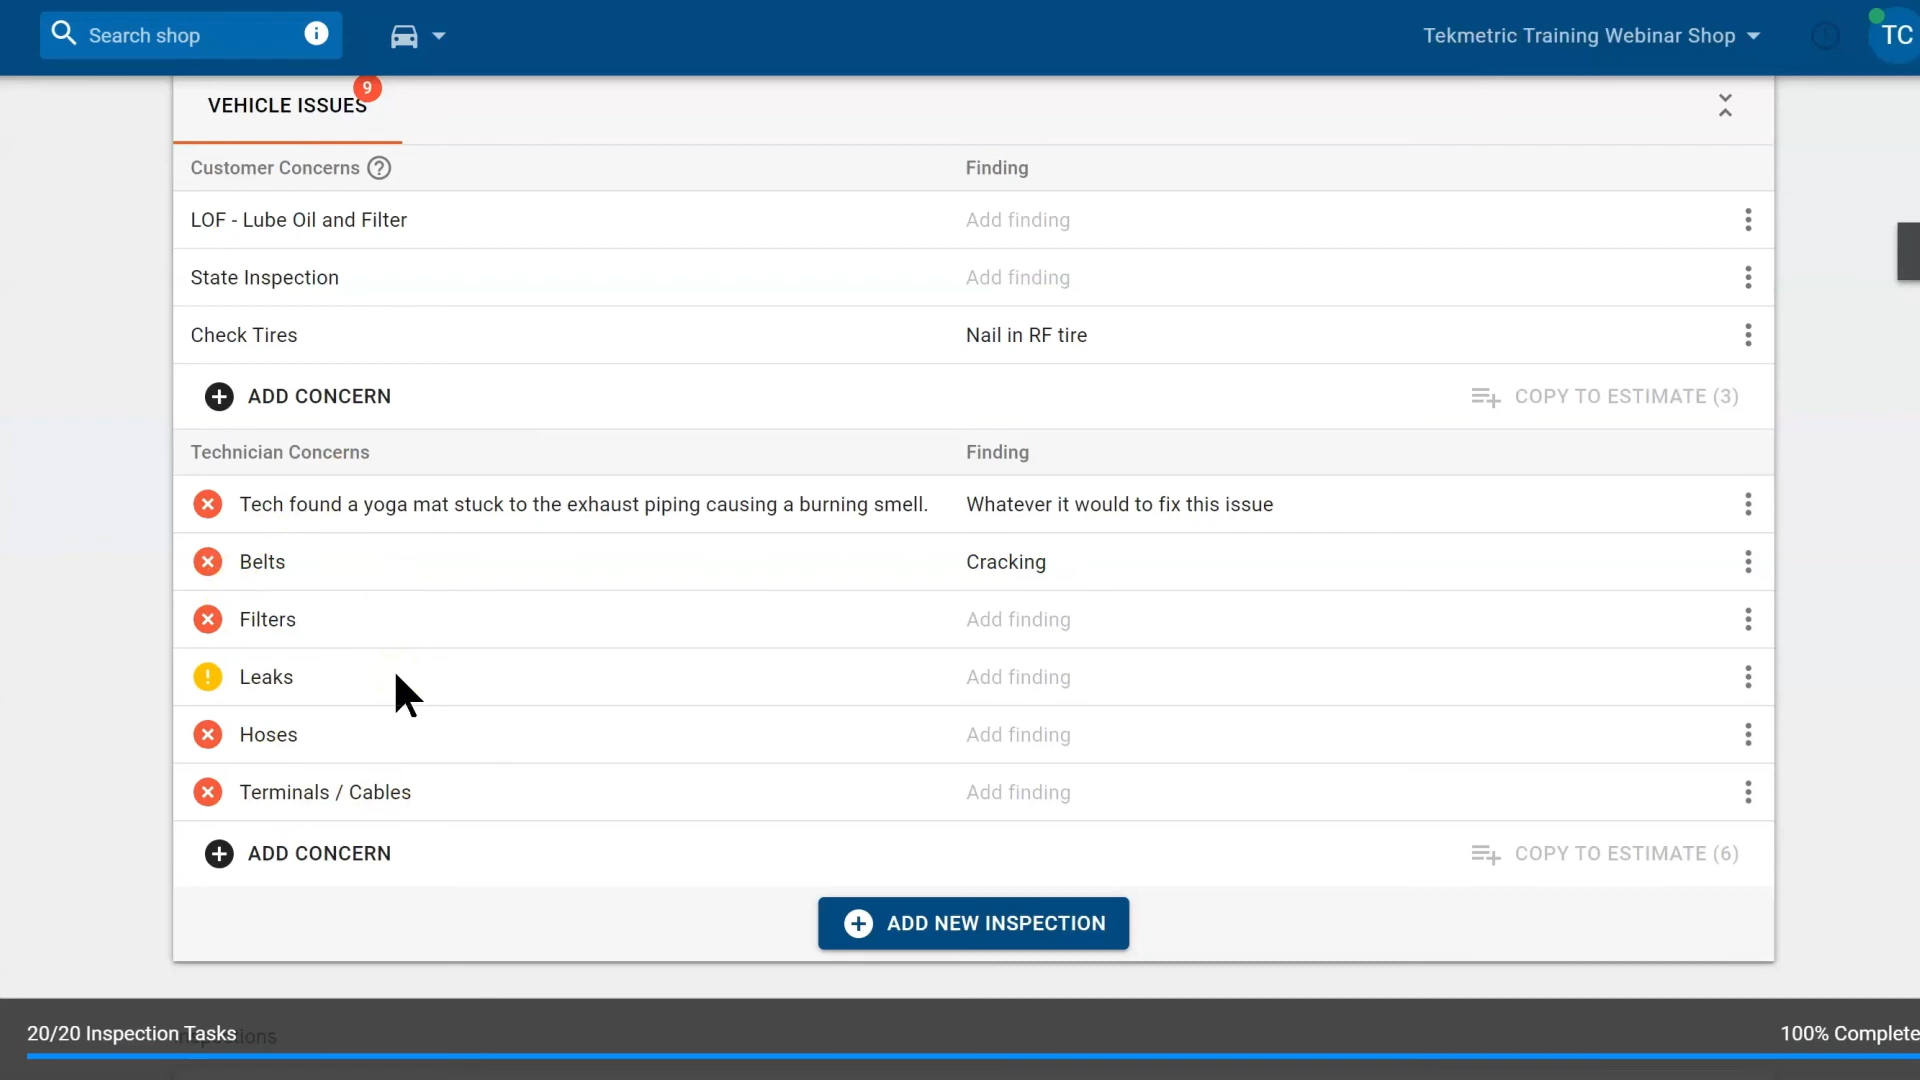 Search shop
Tekmetric Training Webinar Shop
TC
VEHICLE ISSUES
9
Customer Concerns
Finding
LOF - Lube Oil and Filter
Add finding
State Inspection
Add finding
Check Tires
Nail in RF tire
ADD CONCERN
COPY TO ESTIMATE (3)
Technician Concerns
Finding
Tech found a yoga mat stuck to the exhaust piping causing a burning smell.
Whatever it would to fix this issue
Belts
Cracking
Filters
Add finding
Leaks
Add finding
Hoses
Add finding
Terminals / Cables
Add finding
ADD CONCERN
COPY TO ESTIMATE (6)
ADD NEW INSPECTION
20/20 Inspection Tasks
100% Complete